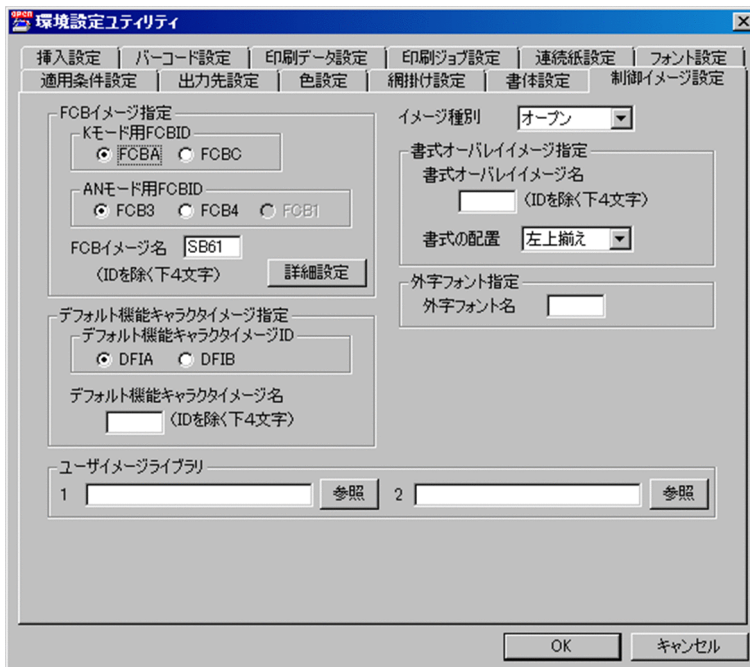 OPEN
環境設定ユティリティ
挿入設定 バーコード設定 印刷データ設定 印刷ジョブ設定 連続紙設定 フォント設定
適用条件設定 出力先設定 色設定 網掛け設定 書体設定 制御イメージ設定
FCBイメージ指定
Kモード用FCBID
FCBA FCBC
ANモード用FCBID
FCB3 FCB4 FCB1
FCBイメージ名 SB61
(IDを除く下4文字) 詳細設定
デフォルト機能キャラクタイメージ指定
デフォルト機能キャラクタイメージID
DFIA DFIB
デフォルト機能キャラクタイメージ名
(IDを除く下4文字)
イメージ種別 オープン
書式オーバレイイメージ指定
書式オーバレイイメージ名
(IDを除く下4文字)
書式の配置 左上揃え
外字フォント指定
外字フォント名
ユーザイメージライブラリ
1 参照 2 参照
OK キャンセル